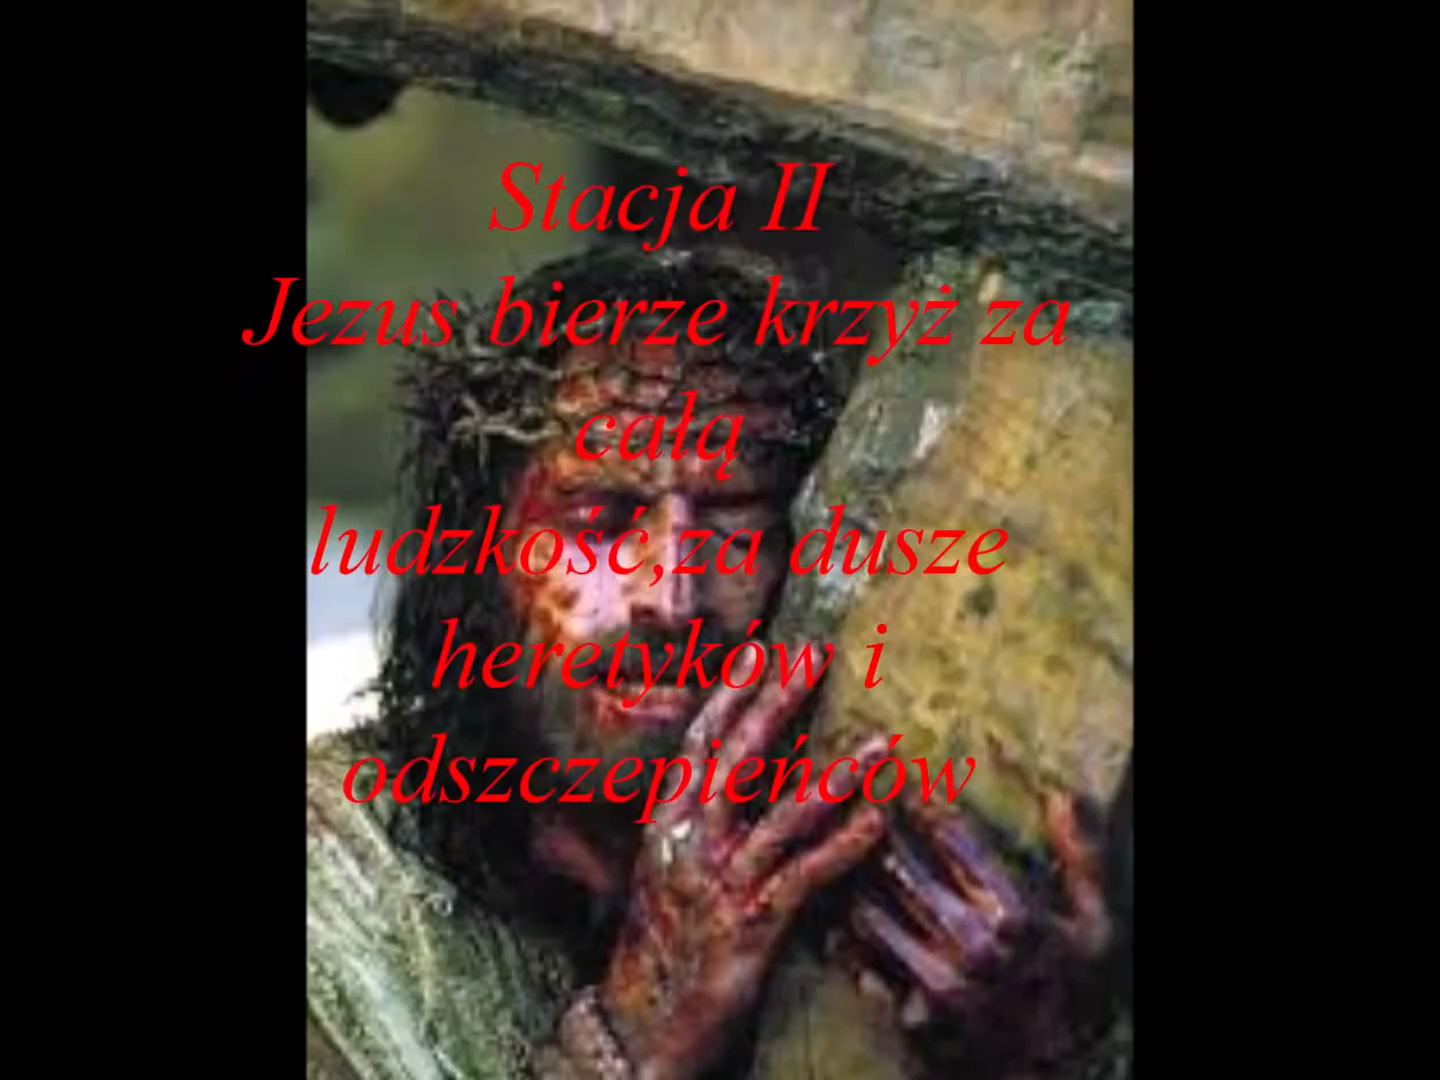 Stacja II
Jezus bierze krzyż za
całą
ludzkość,za dusze
heretyków i
odszczepieńców